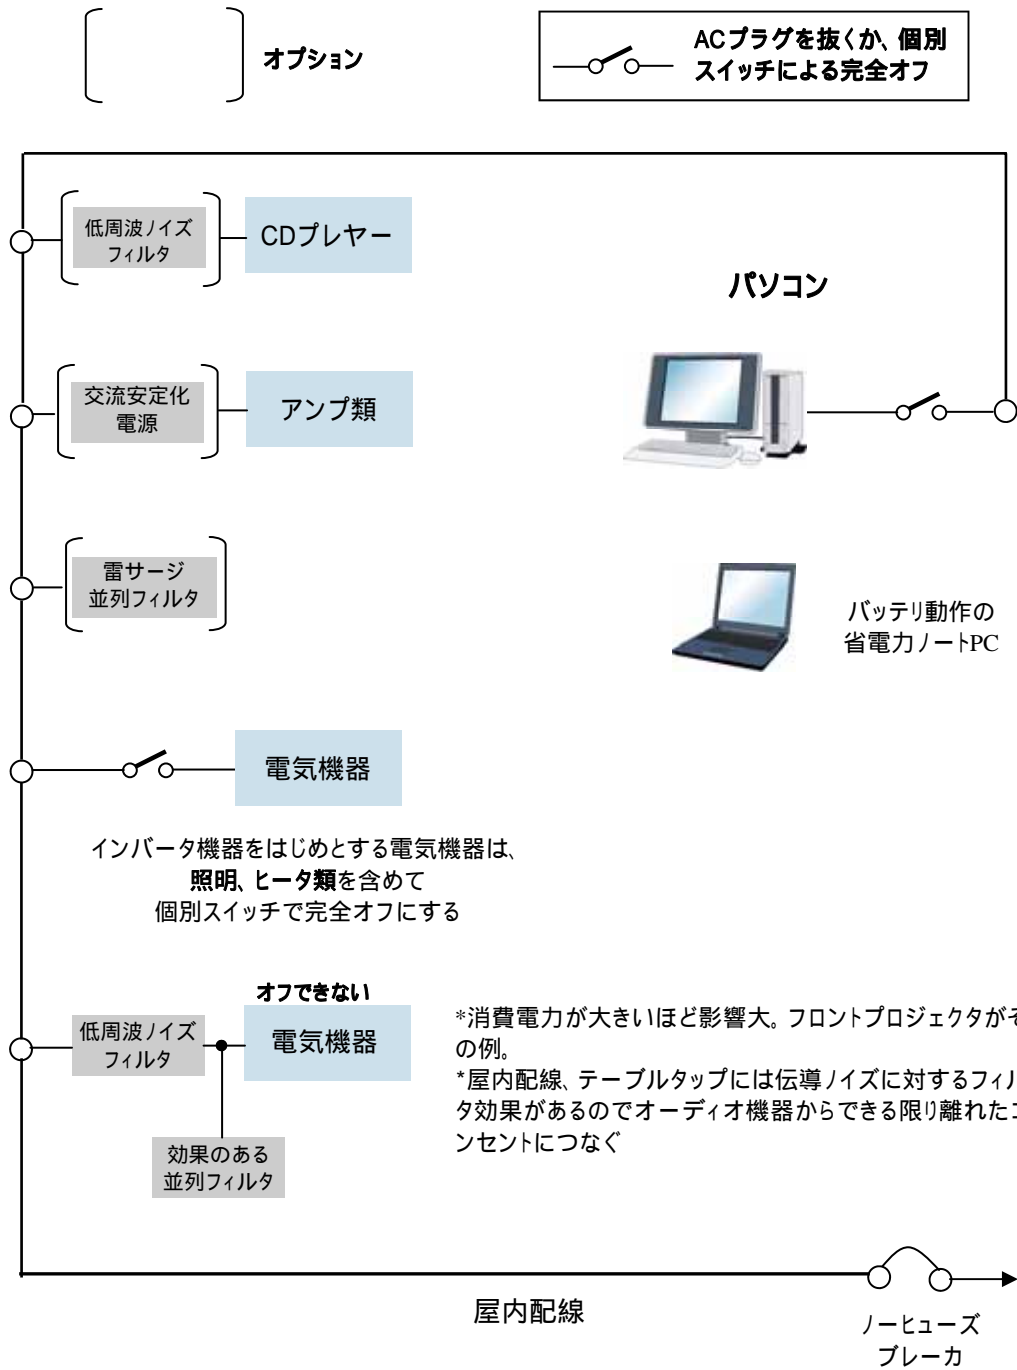 オプション
ACプラグを抜くか、個別
スイッチによる完全オフ
低周波ノイズ
フィルタ
CDプレヤー
パソコン
交流安定化
電源
アンプ類
雷サージ
並列フィルタ
バッテリ動作の
省電力ノートPC
電気機器
インバータ機器をはじめとする電気機器は、
照明、ヒータ類を含めて
個別スイッチで完全オフにする
オフできない
低周波ノイズ
フィルタ
電気機器
効果のある
並列フィルタ
*消費電力が大きいほど影響大。フロントプロジェクタがそ
の例。
*屋内配線、テーブルタップには伝導ノイズに対するフィル
タ効果があるのでオーディオ機器からできる限り離れたコ
ンセントにつなぐ
屋内配線
ノーヒューズ
ブレーカ